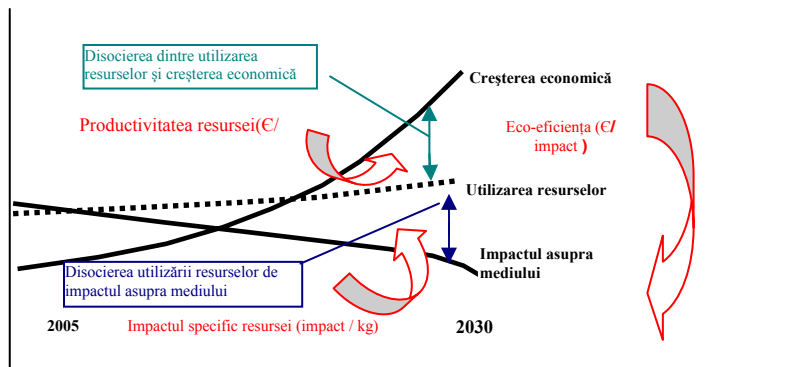 Disocierea dintre utilizarea
resurselor şi creşterea economică
Creşterea economică
Productivitatea resursei(Є/
Eco-eficienţa (Є/
impact )
Utilizarea resurselor
Impactul asupra
mediului
Disocierea utilizării resurselor de
impactul asupra mediului
2005
Impactul specific resursei (impact / kg)
2030